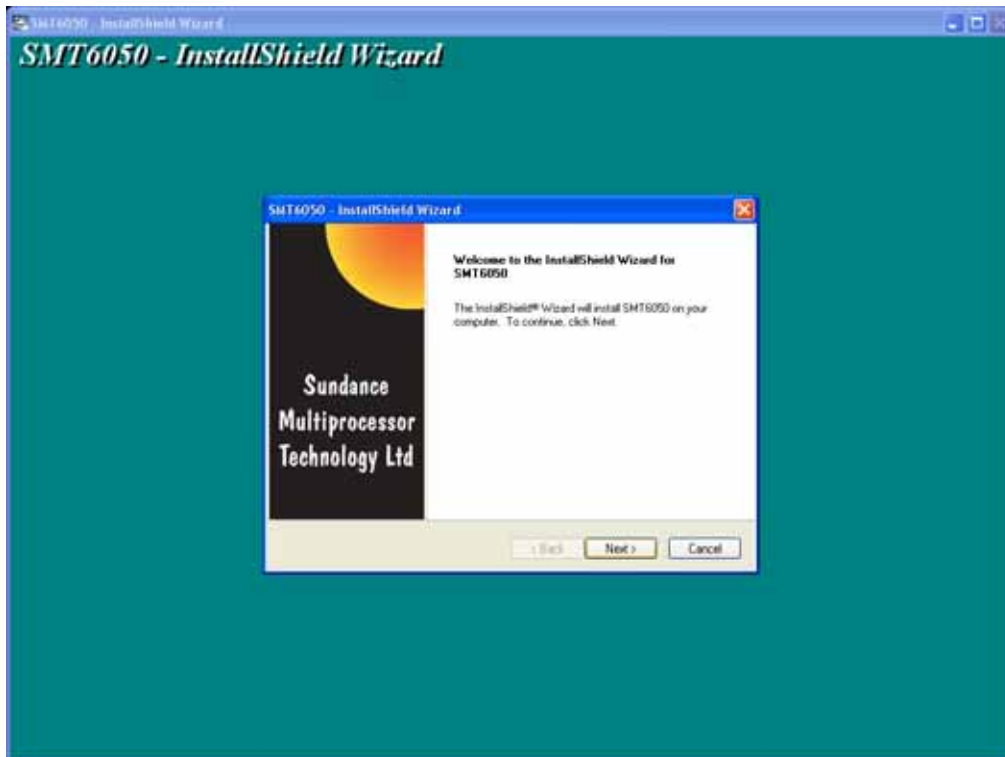 SMT6050 - InstallShield Wizard
SMT6050 - InstallShield Wizard
SMT6050 - InstallShield Wizard
Welcome to the InstallShield Wizard for
SMT6050
The InstallShield® Wizard will install SMT6050 on your
computer. To continue, click Next.
Sundance
Multiprocessor
Technology Ltd
< Back
Next >
Cancel